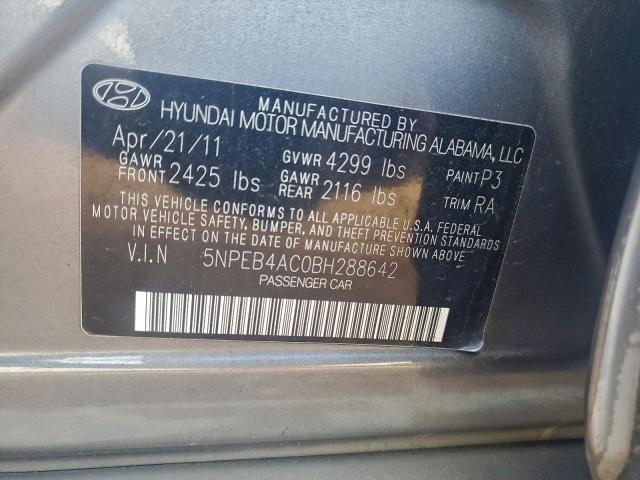 MANUFACTURED BY
HYUNDAI MOTOR MANUFACTURING ALABAMA, LLC
Apr/21/11 GVWR 4299 lbs PAINT P3
GAWR FRONT 2425 lbs GAWR REAR 2116 lbs TRIM RA
THIS VEHICLE CONFORMS TO ALL APPLICABLE U.S.A. FEDERAL
MOTOR VEHICLE SAFETY, BUMPER, AND THEFT PREVENTION STANDARDS
IN EFFECT ON THE DATE OF MANUFACTURE SHOWN ABOVE
V.I.N 5NPEB4AC0BH288642
PASSENGER CAR